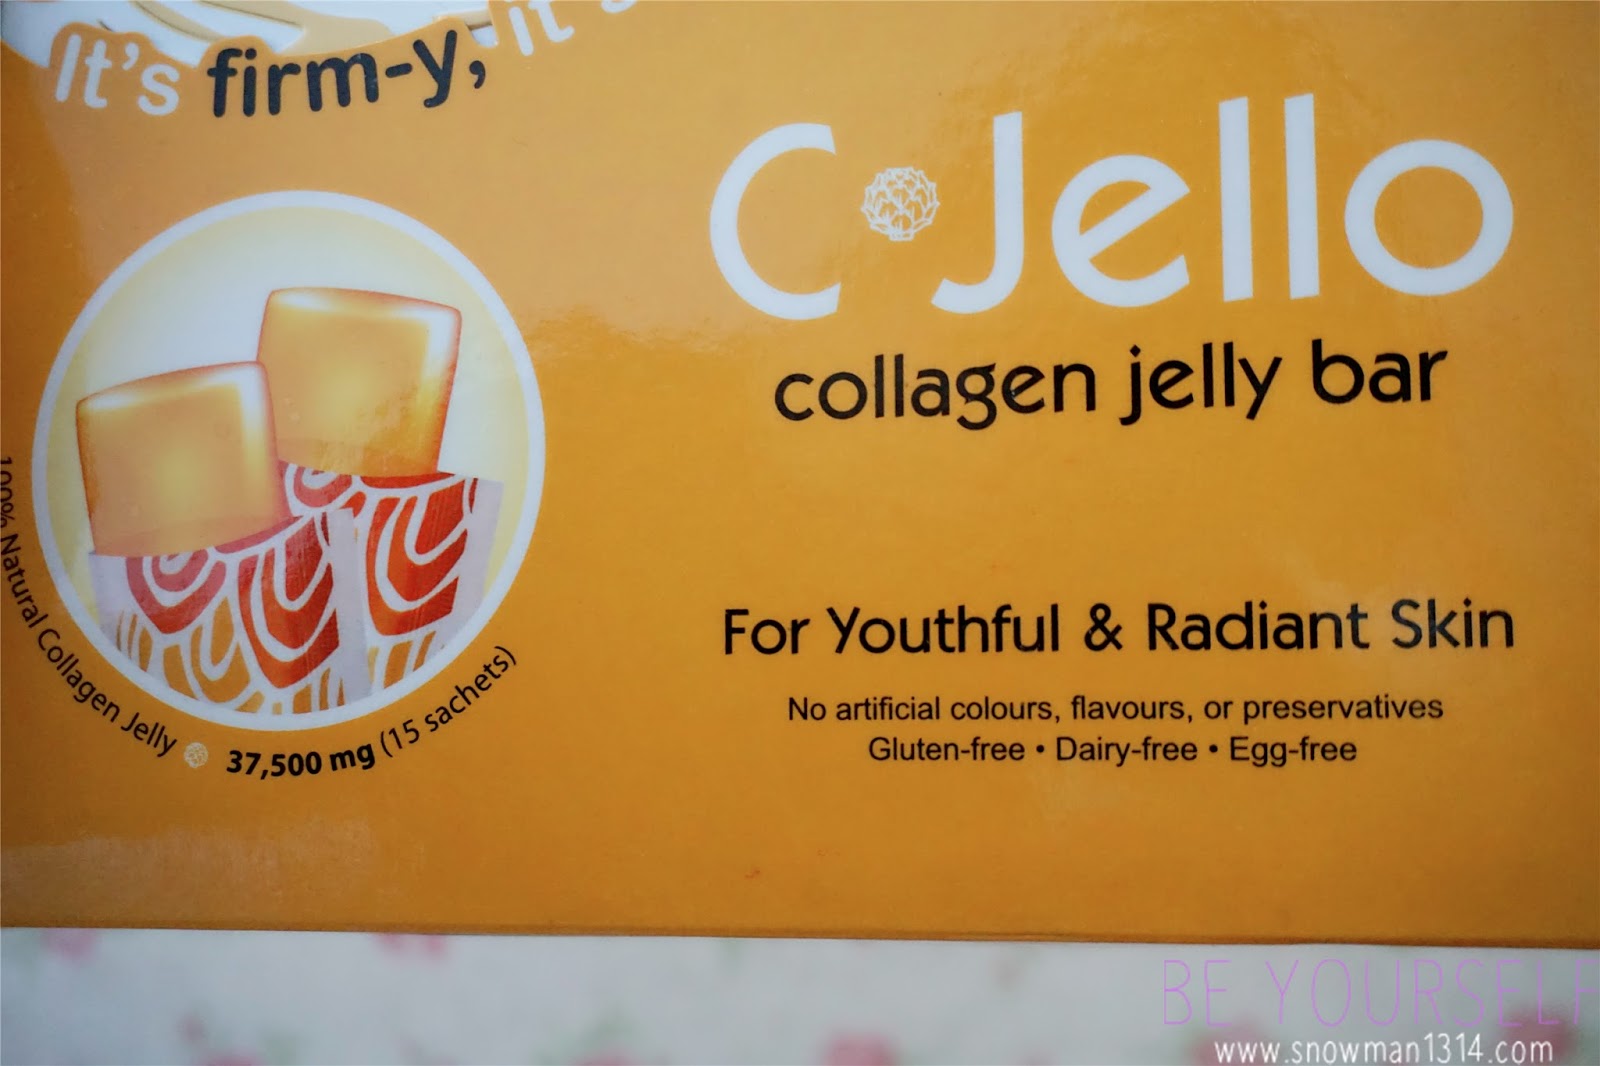 It's firm-y, it's
C Jello
collagen jelly bar
100% Natural Collagen Jelly 37,500 mg (15 sachets)
For Youthful & Radiant Skin
No artificial colours, flavours, or preservatives
Gluten-free • Dairy-free • Egg-free
BE YOURSELF
www.snowman1314.com